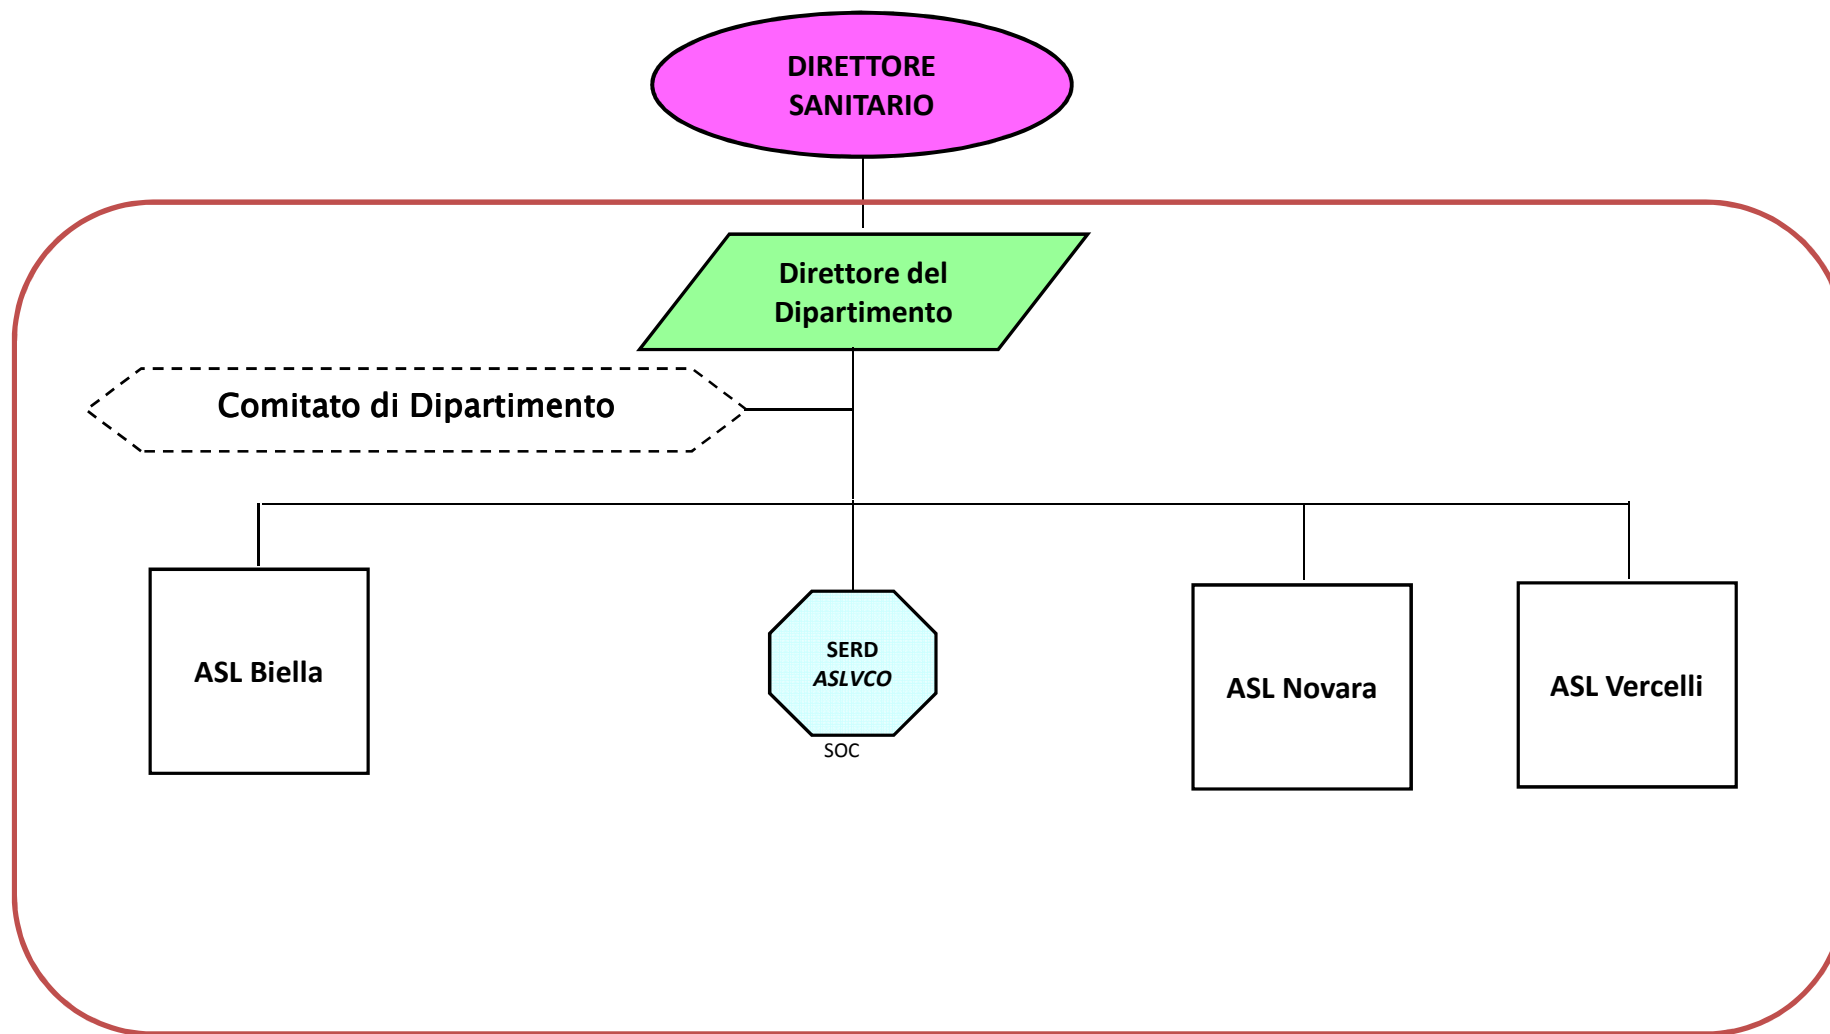 DIRETTORE
SANITARIO
Direttore del
Dipartimento
Comitato di Dipartimento
ASL Biella
SERD
ASLVCO
SOC
ASL Novara
ASL Vercelli